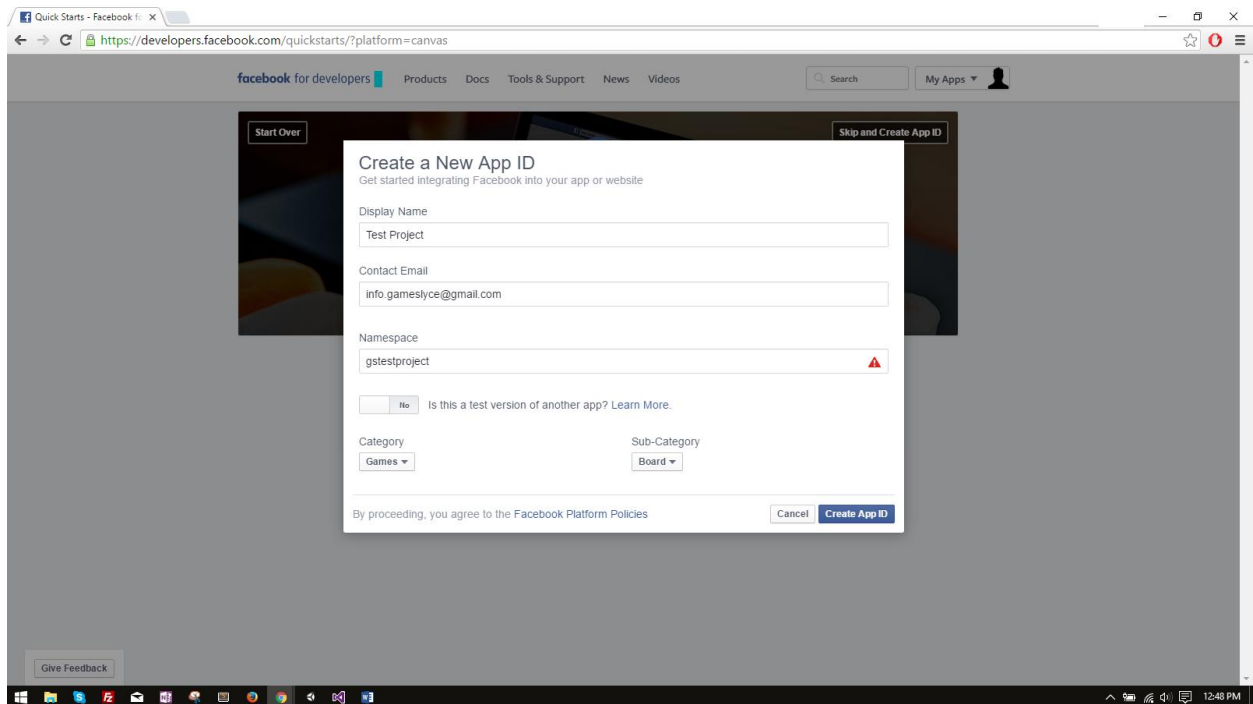 Quick Starts - Facebook fo
https://developers.facebook.com/quickstarts/?platform=canvas
facebook for developers Products Docs Tools & Support News Videos Search My Apps
Start Over Skip and Create App ID
Create a New App ID
Get started integrating Facebook into your app or website
Display Name
Test Project
Contact Email
info.gameslyce@gmail.com
Namespace
gstestproject
No Is this a test version of another app? Learn More.
Category Sub-Category
Games Board
By proceeding, you agree to the Facebook Platform Policies Cancel Create App ID
Give Feedback
12:48 PM